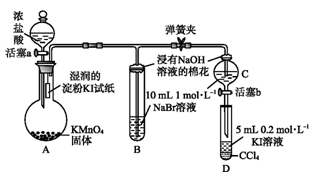 浓
盐
酸
活塞a
弹簧夹
浸有NaOH
溶液的棉花
湿润的
淀粉KI试纸
10 mL 1 mol·L⁻¹
NaBr溶液
C
活塞b
KMnO₄
固体
5 mL 0.2 mol·L⁻¹
KI溶液
CCl₄
A
B
D